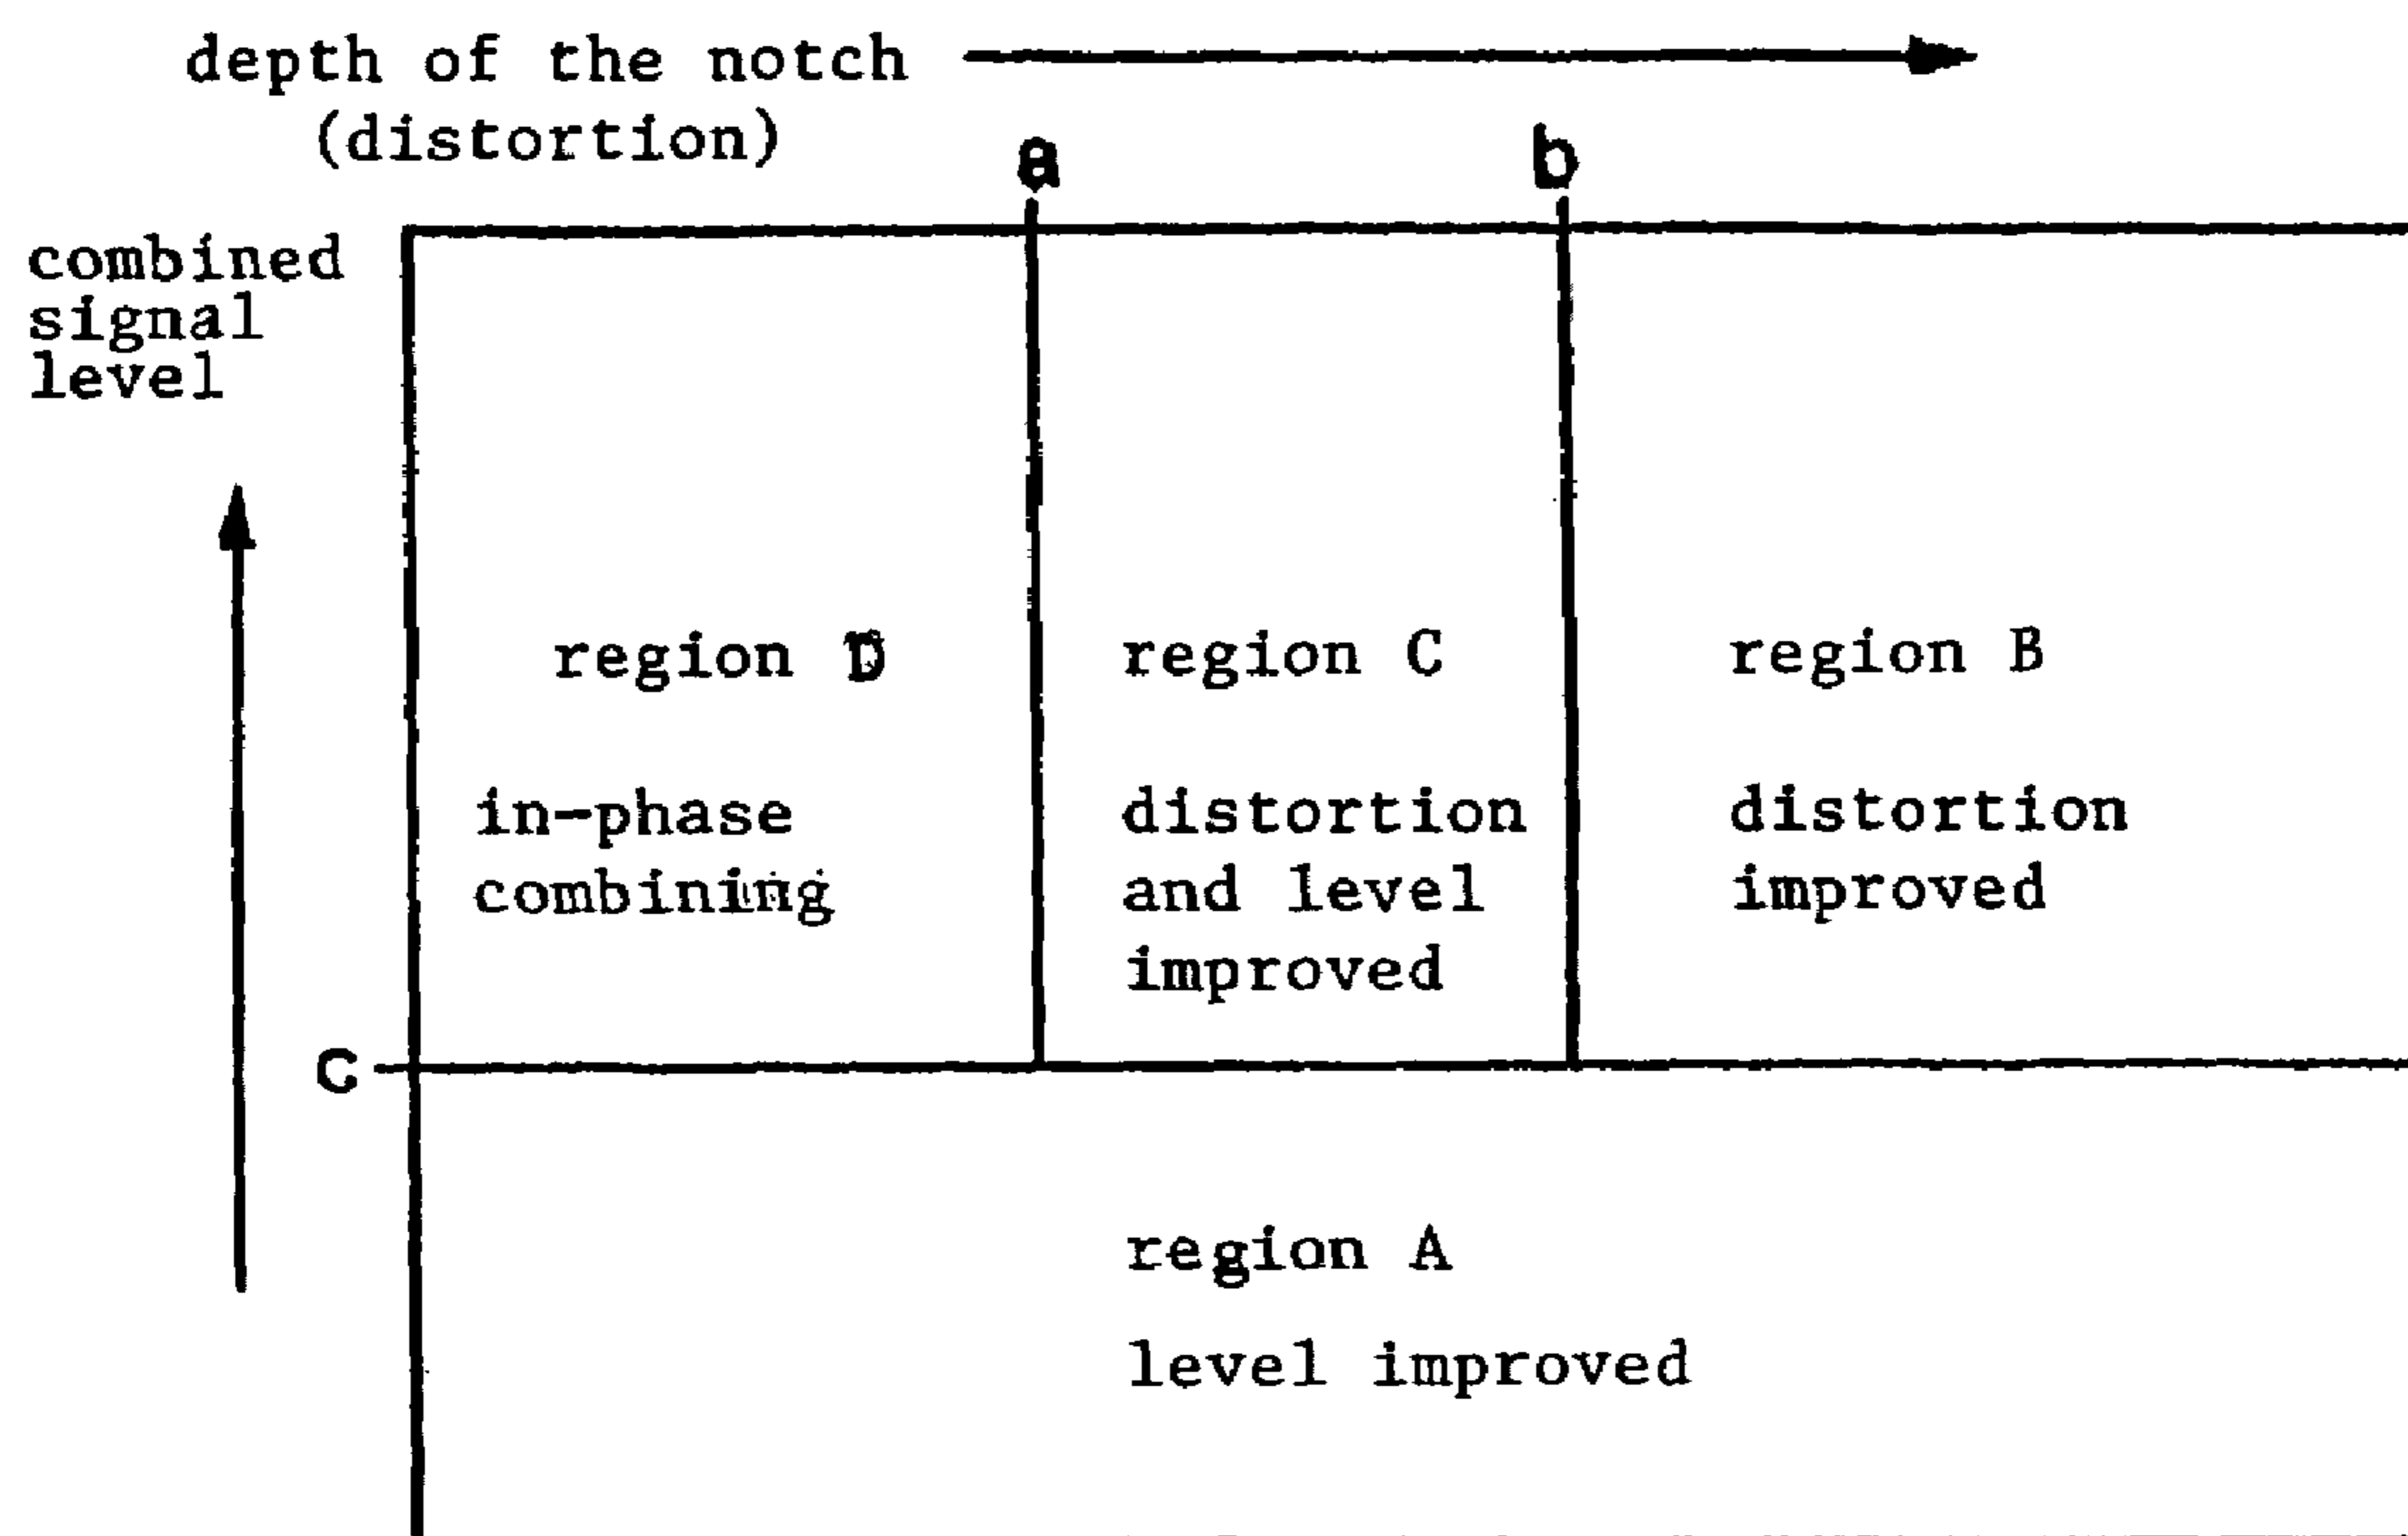 depth of the notch
(distortion)
a
b
combined
signal
level
region D
region C
region B
in-phase
combining
distortion
and level
improved
distortion
improved
C
region A
level improved